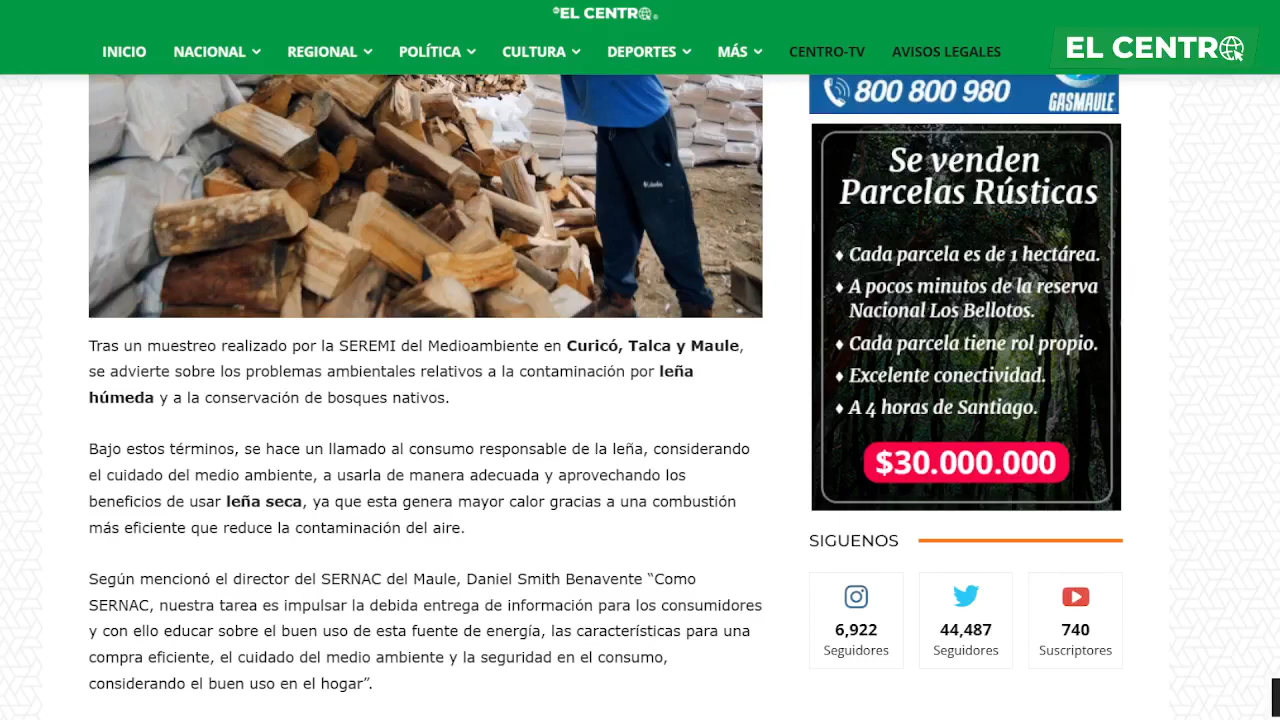 EL CENTRO
INICIO NACIONAL REGIONAL POLÍTICA CULTURA DEPORTES MÁS CENTRO-TV AVISOS LEGALES
EL CENTRO
800 800 980
GASMAULE
Tras un muestreo realizado por la SEREMI del Medioambiente en Curicó, Talca y Maule,
se advierte sobre los problemas ambientales relativos a la contaminación por leña
húmeda y a la conservación de bosques nativos.
Bajo estos términos, se hace un llamado al consumo responsable de la leña, considerando
el cuidado del medio ambiente, a usarla de manera adecuada y aprovechando los
beneficios de usar leña seca, ya que esta genera mayor calor gracias a una combustión
más eficiente que reduce la contaminación del aire.
Según mencionó el director del SERNAC del Maule, Daniel Smith Benavente “Como
SERNAC, nuestra tarea es impulsar la debida entrega de información para los consumidores
y con ello educar sobre el buen uso de esta fuente de energía, las características para una
compra eficiente, el cuidado del medio ambiente y la seguridad en el consumo,
considerando el buen uso en el hogar”.
Se venden
Parcelas Rústicas
♦ Cada parcela es de 1 hectárea.
♦ A pocos minutos de la reserva
Nacional Los Bellotos.
♦ Cada parcela tiene rol propio.
♦ Excelente conectividad.
♦ A 4 horas de Santiago.
$30.000.000
SIGUENOS
6,922 44,487 740
Seguidores Seguidores Suscriptores